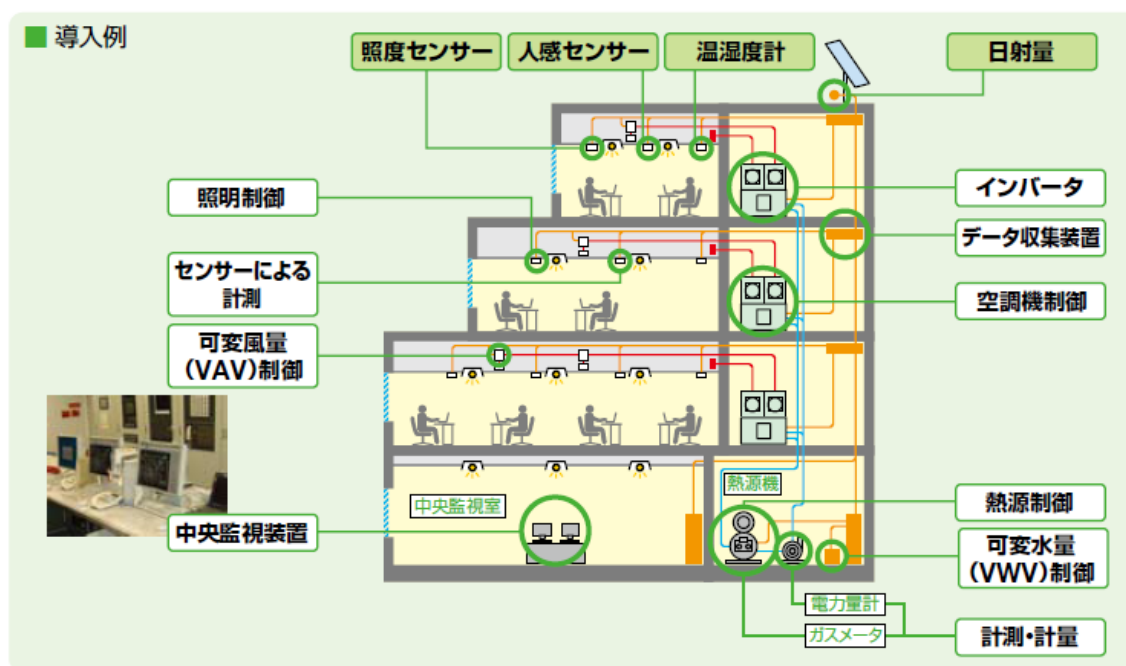 ■ 導入例
照度センサー
人感センサー
温湿度計
日射量
照明制御
インバータ
データ収集装置
センサーによる
計測
空調機制御
可変風量
(VAV)制御
中央監視室
熱源機
中央監視装置
熱源制御
可変水量
(VWV)制御
電力量計
ガスメータ
計測・計量